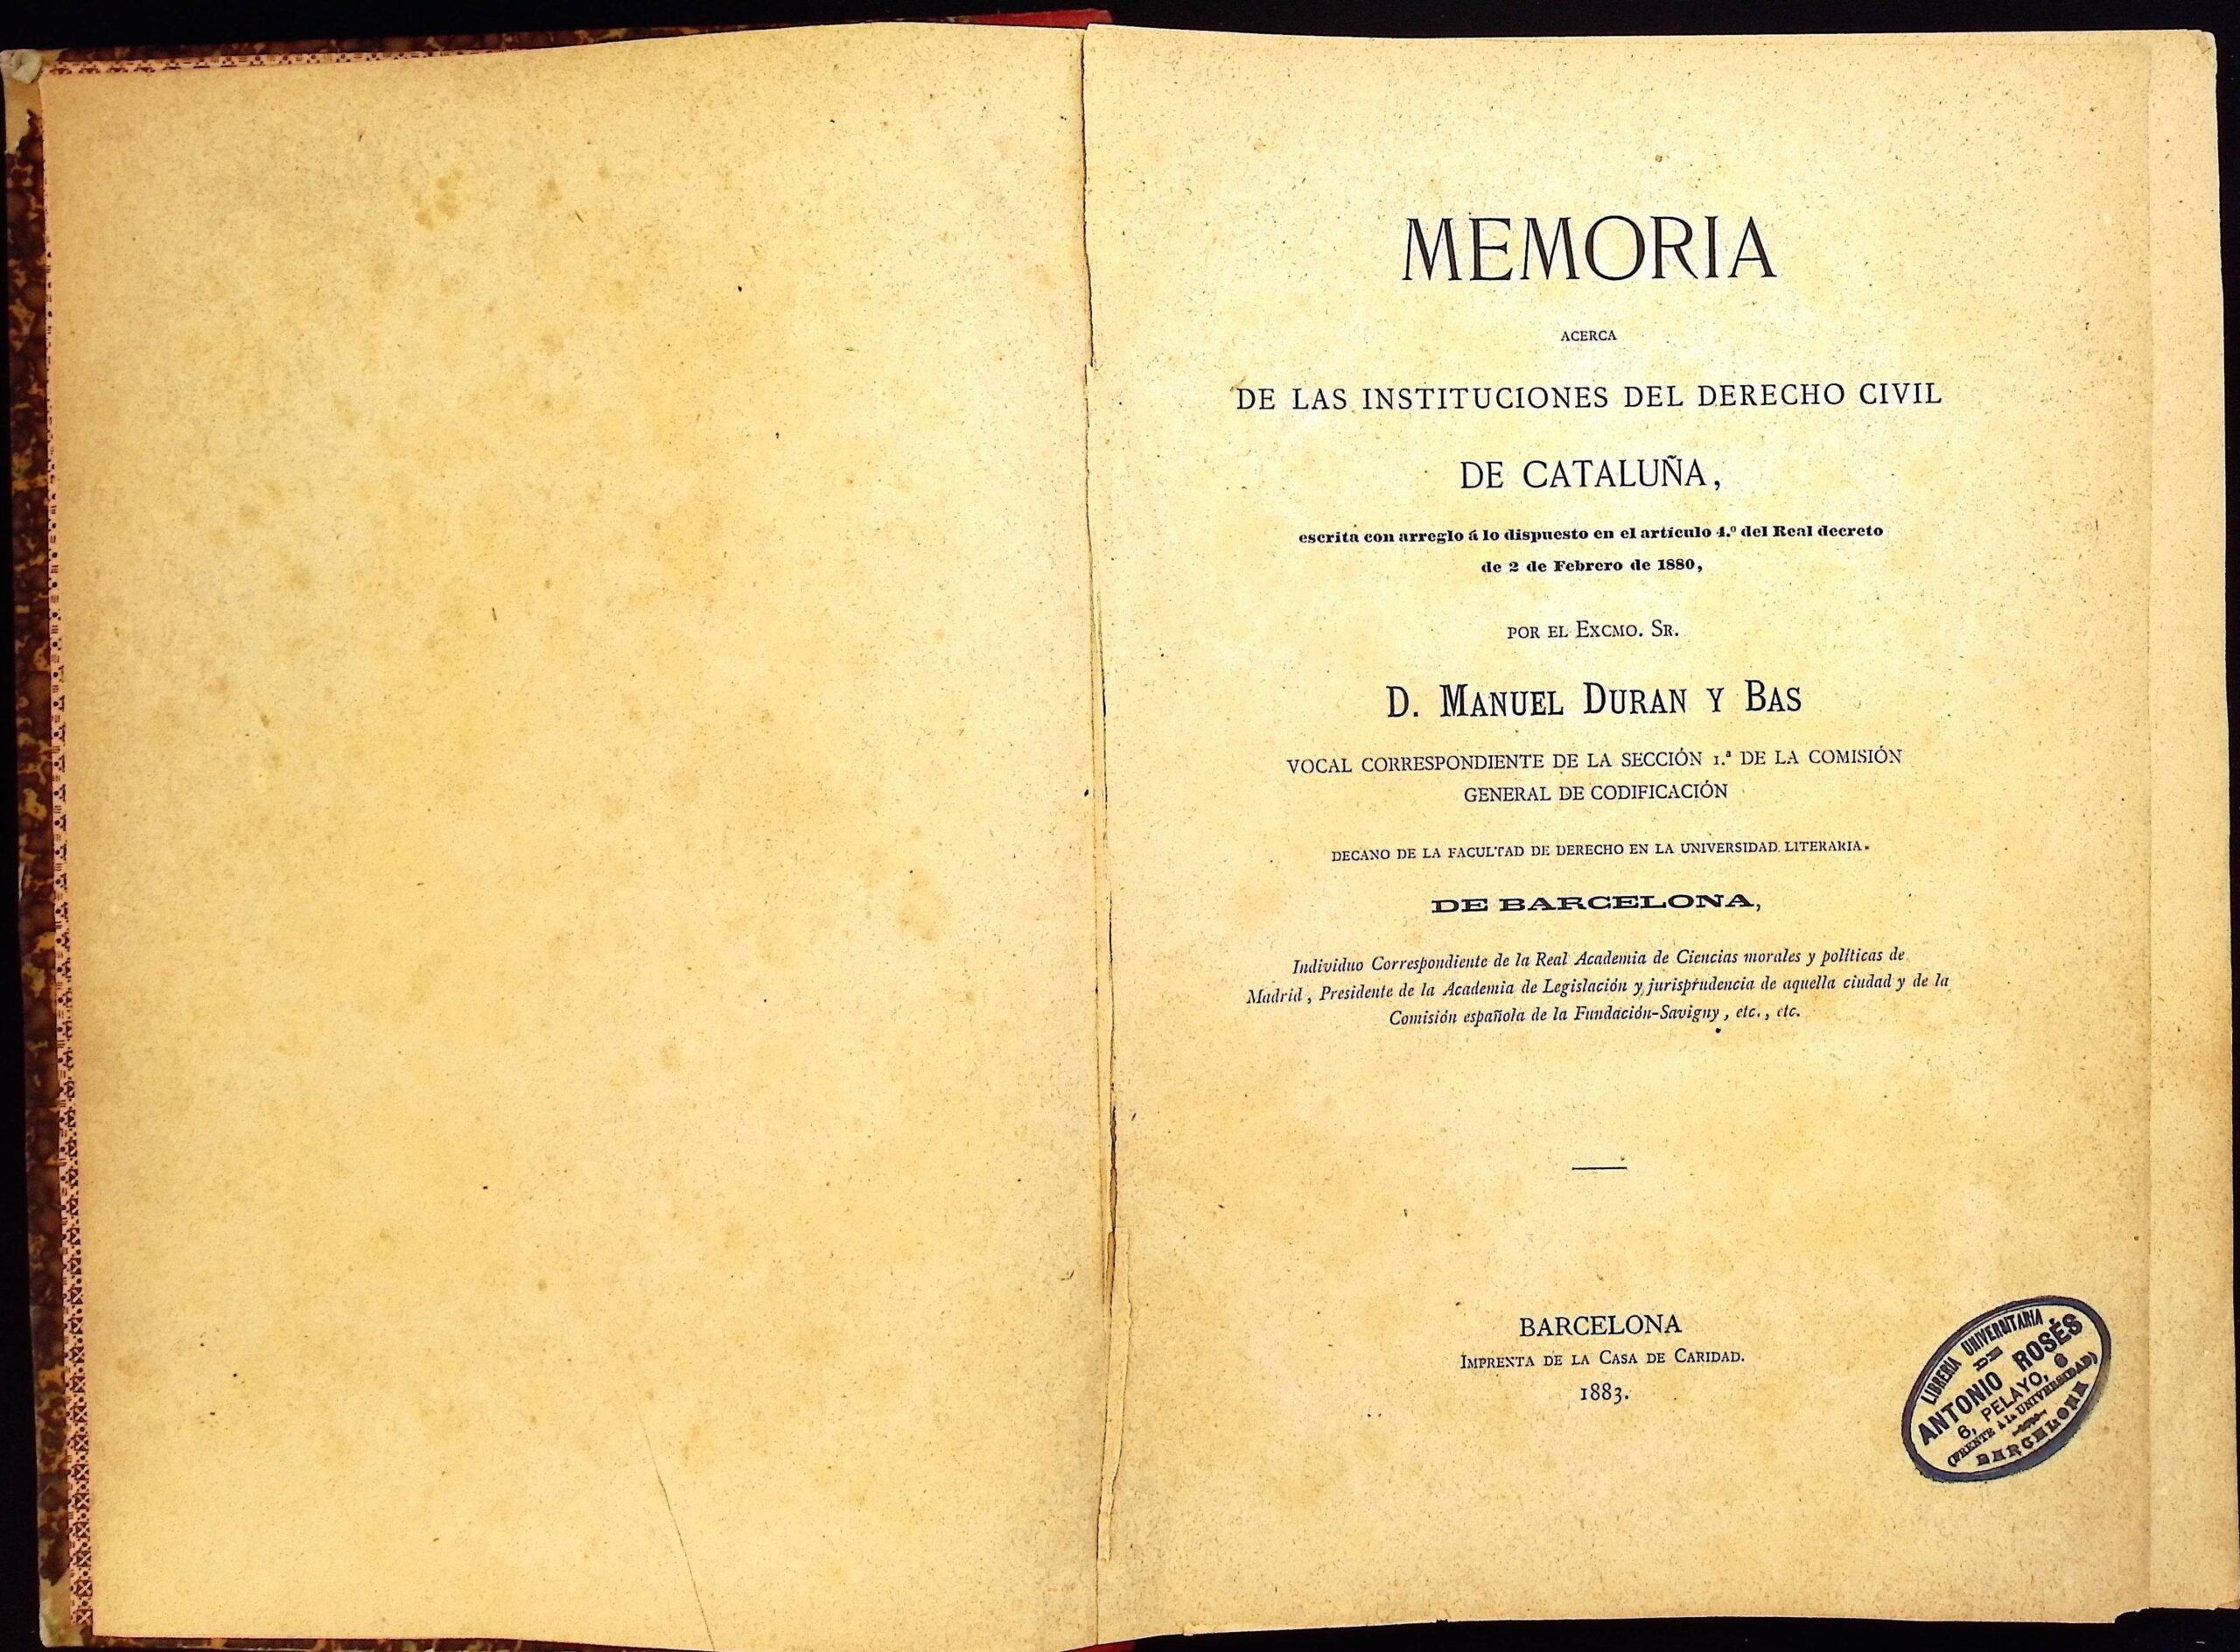 MEMORIA
ACERCA
DE LAS INSTITUCIONES DEL DERECHO CIVIL
DE CATALUÑA,
escrita con arreglo á lo dispuesto en el artículo 4.º del Real decreto
de 2 de Febrero de 1880,
POR EL EXCMO. SR.
D. MANUEL DURAN Y BAS
VOCAL CORRESPONDIENTE DE LA SECCIÓN 1.ª DE LA COMISIÓN
GENERAL DE CODIFICACIÓN
DECANO DE LA FACULTAD DE DERECHO EN LA UNIVERSIDAD LITERARIA
DE BARCELONA,
Individuo Correspondiente de la Real Academia de Ciencias morales y políticas de
Madrid, Presidente de la Academia de Legislación y jurisprudencia de aquella ciudad y de la
Comisión española de la Fundación-Savigny, etc., etc.
BARCELONA
IMPRENTA DE LA CASA DE CARIDAD.
1883.
LIBRERIA UNIVERSITARIA
DE
ANTONIO ROSÉS
6, PELAYO, 6
(FRENTE Á LA UNIVERSIDAD)
BARCELONA